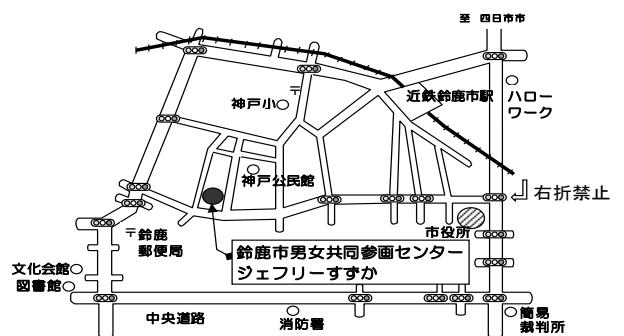 至 四日市市
近鉄鈴鹿市駅
ハロー
ワーク
〒
神戸小
神戸公民館
右折禁止
市役所
〒鈴鹿
郵便局
鈴鹿市男女共同参画センター
ジェフリーすずか
文化会館
図書館
中央道路
消防署
簡易
裁判所